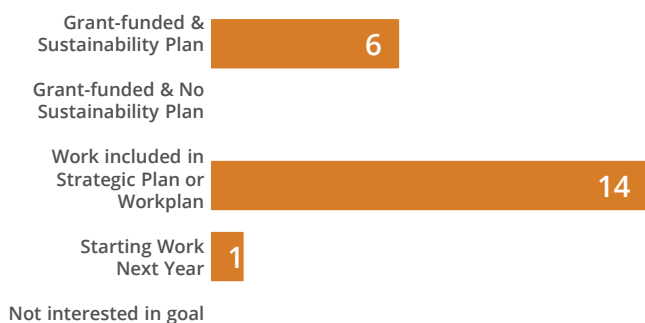 Grant-funded &
Sustainability Plan
6
Grant-funded & No
Sustainability Plan
Work included in
Strategic Plan or
Workplan
14
Starting Work
Next Year
1
Not interested in goal